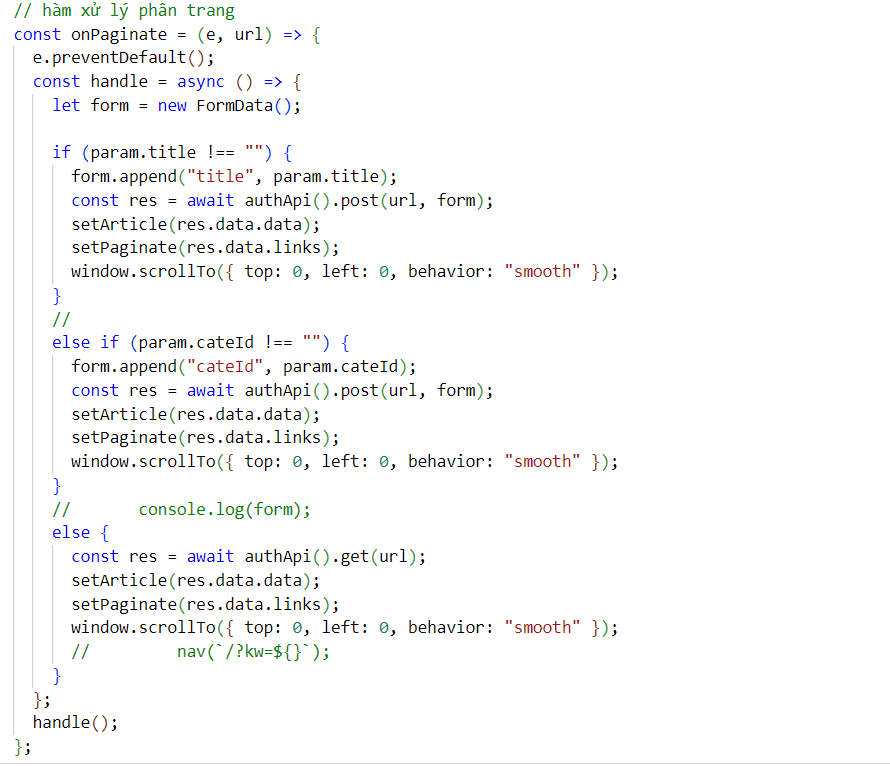 // hàm xử lý phân trang
const onPaginate = (e, url) => {
  e.preventDefault();
  const handle = async () => {
    let form = new FormData();

    if (param.title !== "") {
      form.append("title", param.title);
      const res = await authApi().post(url, form);
      setArticle(res.data.data);
      setPaginate(res.data.links);
      window.scrollTo({ top: 0, left: 0, behavior: "smooth" });
    }
    //
    else if (param.cateId !== "") {
      form.append("cateId", param.cateId);
      const res = await authApi().post(url, form);
      setArticle(res.data.data);
      setPaginate(res.data.links);
      window.scrollTo({ top: 0, left: 0, behavior: "smooth" });
    }
    //       console.log(form);
    else {
      const res = await authApi().get(url);
      setArticle(res.data.data);
      setPaginate(res.data.links);
      window.scrollTo({ top: 0, left: 0, behavior: "smooth" });
      //         nav(`/?kw=${}`);
    }
  };
  handle();
};